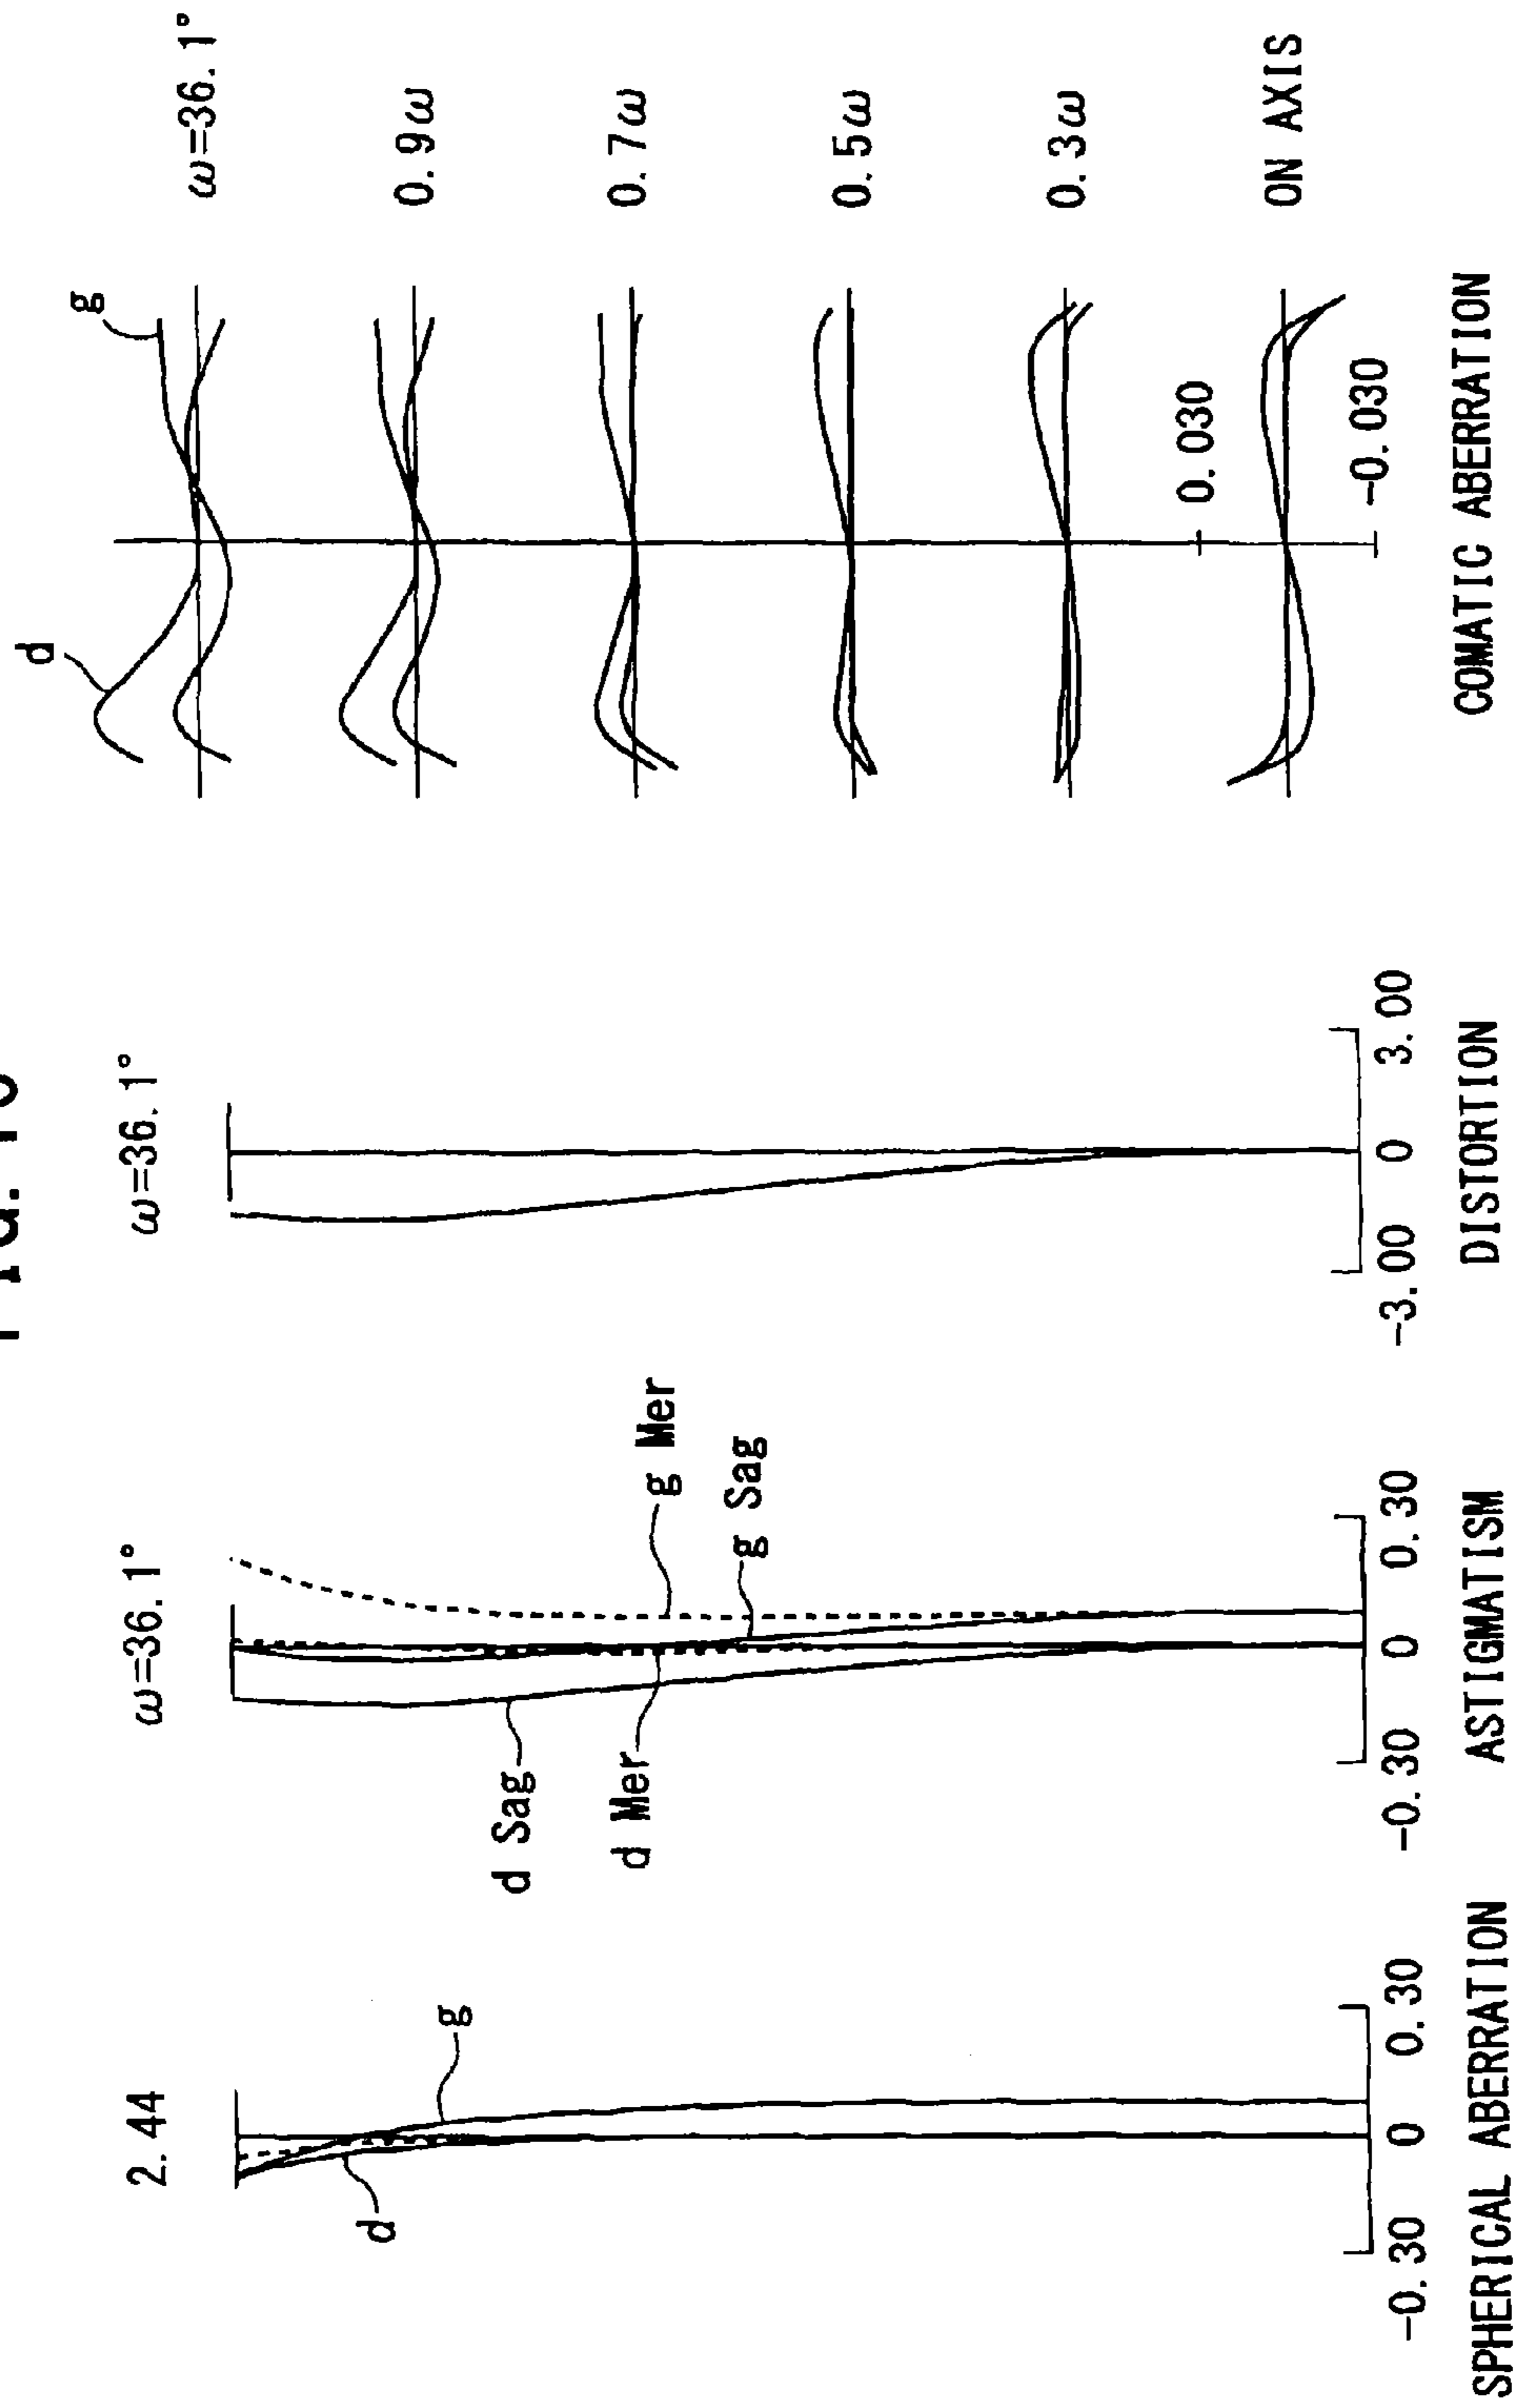 2.44
g
d
-0.30 0 0.30
SPHERICAL ABERRATION
ω=36.1°
d Sag
d Mer
g Mer
g Sag
-0.30 0 0.30
ASTIGMATISM
ω=36.1°
-3.00 0 3.00
DISTORTION
d
g
ω=36.1°
0.9ω
0.7ω
0.5ω
0.3ω
0.030
ON AXIS
-0.030
COMATIC ABERRATION